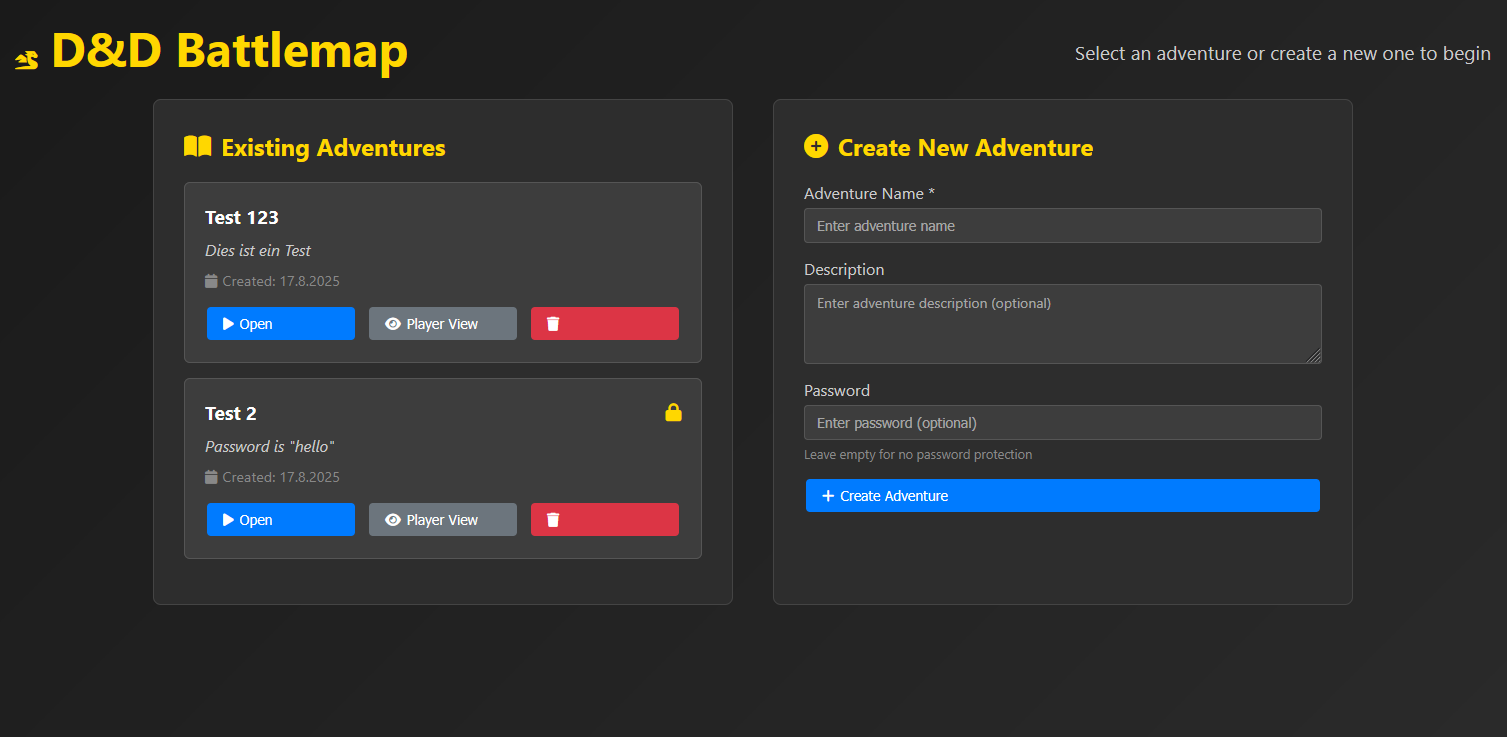 D&D Battlemap
Select an adventure or create a new one to begin
Existing Adventures
Test 123
Dies ist ein Test
Created: 17.8.2025
Open
Player View
Test 2
Password is "hello"
Created: 17.8.2025
Open
Player View
Create New Adventure
Adventure Name *
Enter adventure name
Description
Enter adventure description (optional)
Password
Enter password (optional)
Leave empty for no password protection
Create Adventure